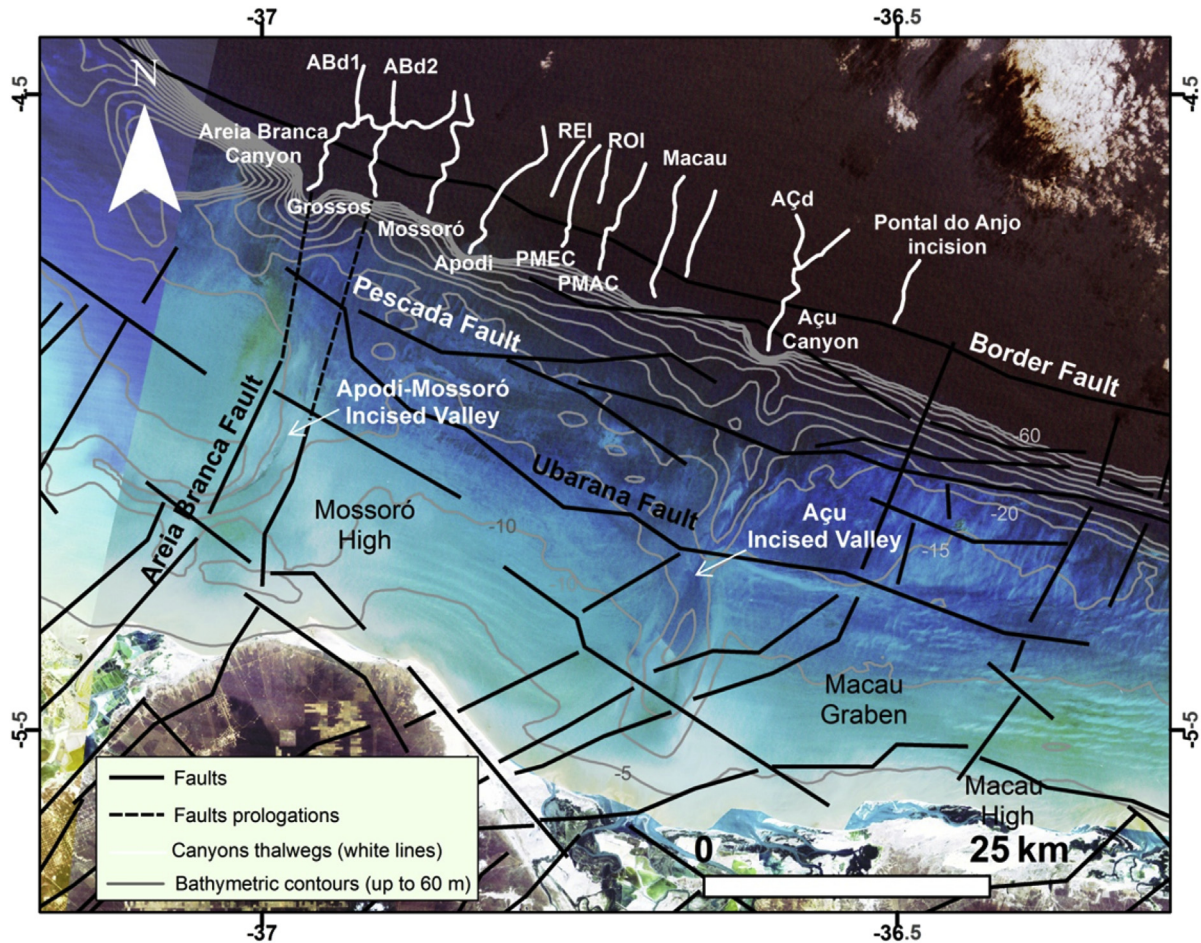 -37
-36.5
N
-4.5
-4.5
ABd1
ABd2
Areia Branca
Canyon
REI
ROI
Macau
Grossos
Mossoró
Apodi
PMEC
PMAC
AÇd
Pontal do Anjo
incision
Pescada Fault
Açu
Canyon
Border Fault
Apodi-Mossoró
Incised Valley
-60
Areia Branca Fault
Ubarana Fault
Mossoró
High
-10
Açu
Incised Valley
-20
-15
10
Macau
Graben
-5.5
-5.5
-5
Macau
High
Faults
Faults prologations
Canyons thalwegs (white lines)
Bathymetric contours (up to 60 m)
0
25 km
-37
-36.5